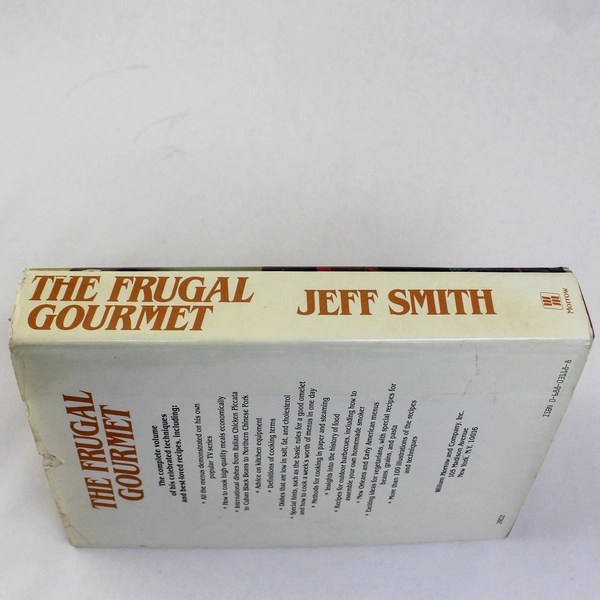 THE FRUGAL
GOURMET
JEFF SMITH
Morrow
THE FRUGAL
GOURMET
The complete volume
of his celebrated techniques
and best-loved recipes, including:
• All the menus demonstrated on his own
popular TV series
• How to cook high-quality meals economically
• International dishes from Italian Chicken Piccata
to Cuban Black Beans to Northern Chinese Pork
• Advice on kitchen equipment
• Definitions of cooking terms
• Dishes that are low in salt, fat, and cholesterol
• Special hints, such as the basic rules for a good omelet
and how to cook a week's worth of menus in one day
• Methods for cooking in paper and steaming
• Insights into the history of food
• Recipes for outdoor barbecues, including how to
assemble your own homemade smoker
• New Orleans and Early American menus
• Exciting ideas for vegetarians, with special recipes for
beans, grains, and pasta
• More than 100 illustrations of the recipes
and techniques
William Morrow and Company, Inc.
105 Madison Avenue
New York, N.Y. 10016
ISBN 0-688-03118-8